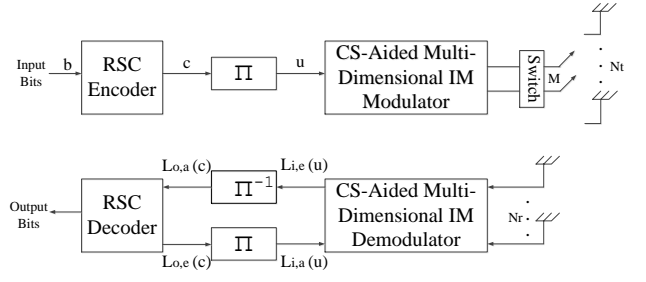 Input
Bits
b
RSC
Encoder
c
Π
u
CS-Aided Multi-
Dimensional IM
Modulator
Switch
M
Nt
Output
Bits
RSC
Decoder
Lo,a (c)
Lo,e (c)
Π⁻¹
Π
Li,e (u)
Li,a (u)
CS-Aided Multi-
Dimensional IM
Demodulator
Nr